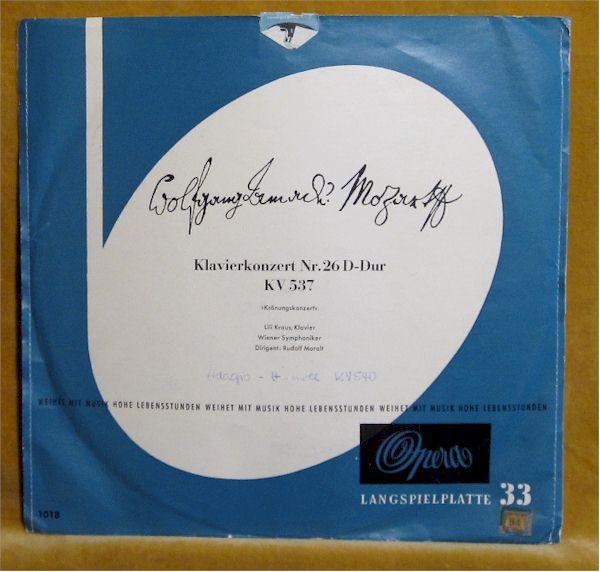 Wolfgang Amadé Mozart
Klavierkonzert Nr. 26 D-Dur
KV 537
»Krönungskonzert«
Lili Kraus, Klavier
Wiener Symphoniker
Dirigent: Rudolf Moralt
Adagio - H-moll KV 540
WEIHET MIT MUSIK HOHE LEBENSSTUNDEN WEIHET MIT MUSIK HOHE LEBENSSTUNDEN WEIHET MIT MUSIK HOHE LEBENSSTUNDEN
Opera
LANGSPIELPLATTE 33
1018